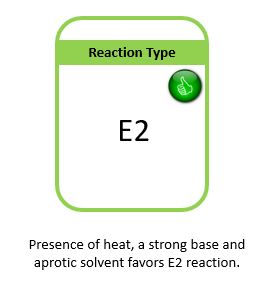 Reaction Type
E2
Presence of heat, a strong base and
aprotic solvent favors E2 reaction.